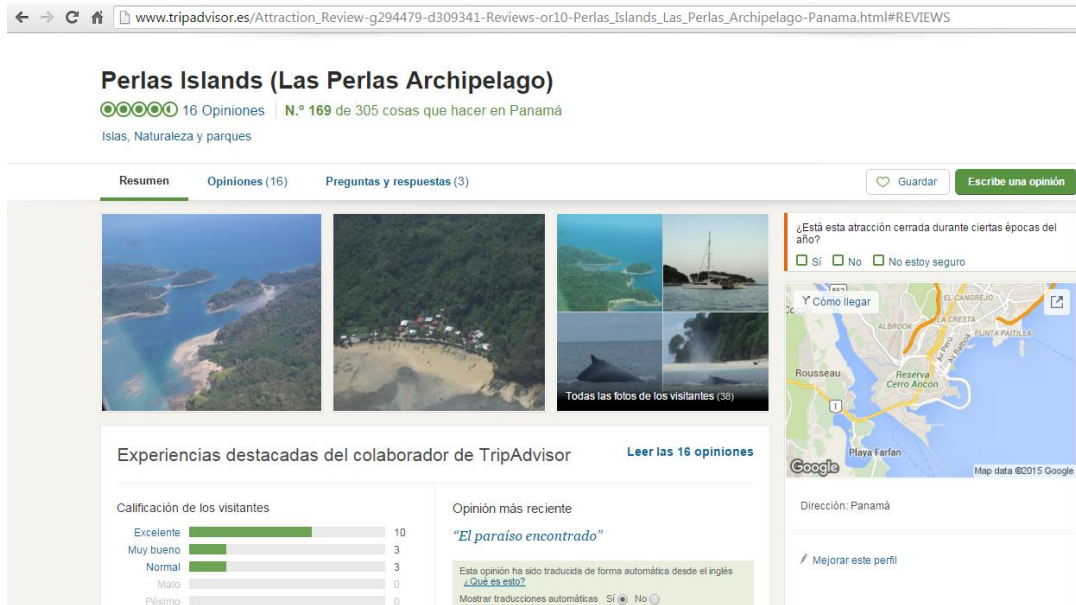 www.tripadvisor.es/Attraction_Review-g294479-d309341-Reviews-or10-Perlas_Islands_Las_Perlas_Archipelago-Panama.html#REVIEWS
Perlas Islands (Las Perlas Archipelago)
16 Opiniones N.º 169 de 305 cosas que hacer en Panamá
Islas, Naturaleza y parques
Resumen Opiniones (16) Preguntas y respuestas (3) Guardar Escribe una opinión
Todas las fotos de los visitantes (38)
¿Está esta atracción cerrada durante ciertas épocas del
año?
Sí No No estoy seguro
Cómo llegar
EL CANGREJO
LA CRESTA
ALBROOK
PUNTA PAITILLA
Av Perú
Av Balboa
Rousseau
Reserva
Cerro Ancón
1
Playa Farfan
Google Map data ©2015 Google
Dirección: Panamá
Mejorar este perfil
Experiencias destacadas del colaborador de TripAdvisor Leer las 16 opiniones
Calificación de los visitantes
Excelente 10
Muy bueno 3
Normal 3
Malo 0
Pésimo 0
Opinión más reciente
“El paraíso encontrado”
Esta opinión ha sido traducida de forma automática desde el inglés
¿Qué es esto?
Mostrar traducciones automáticas Sí No